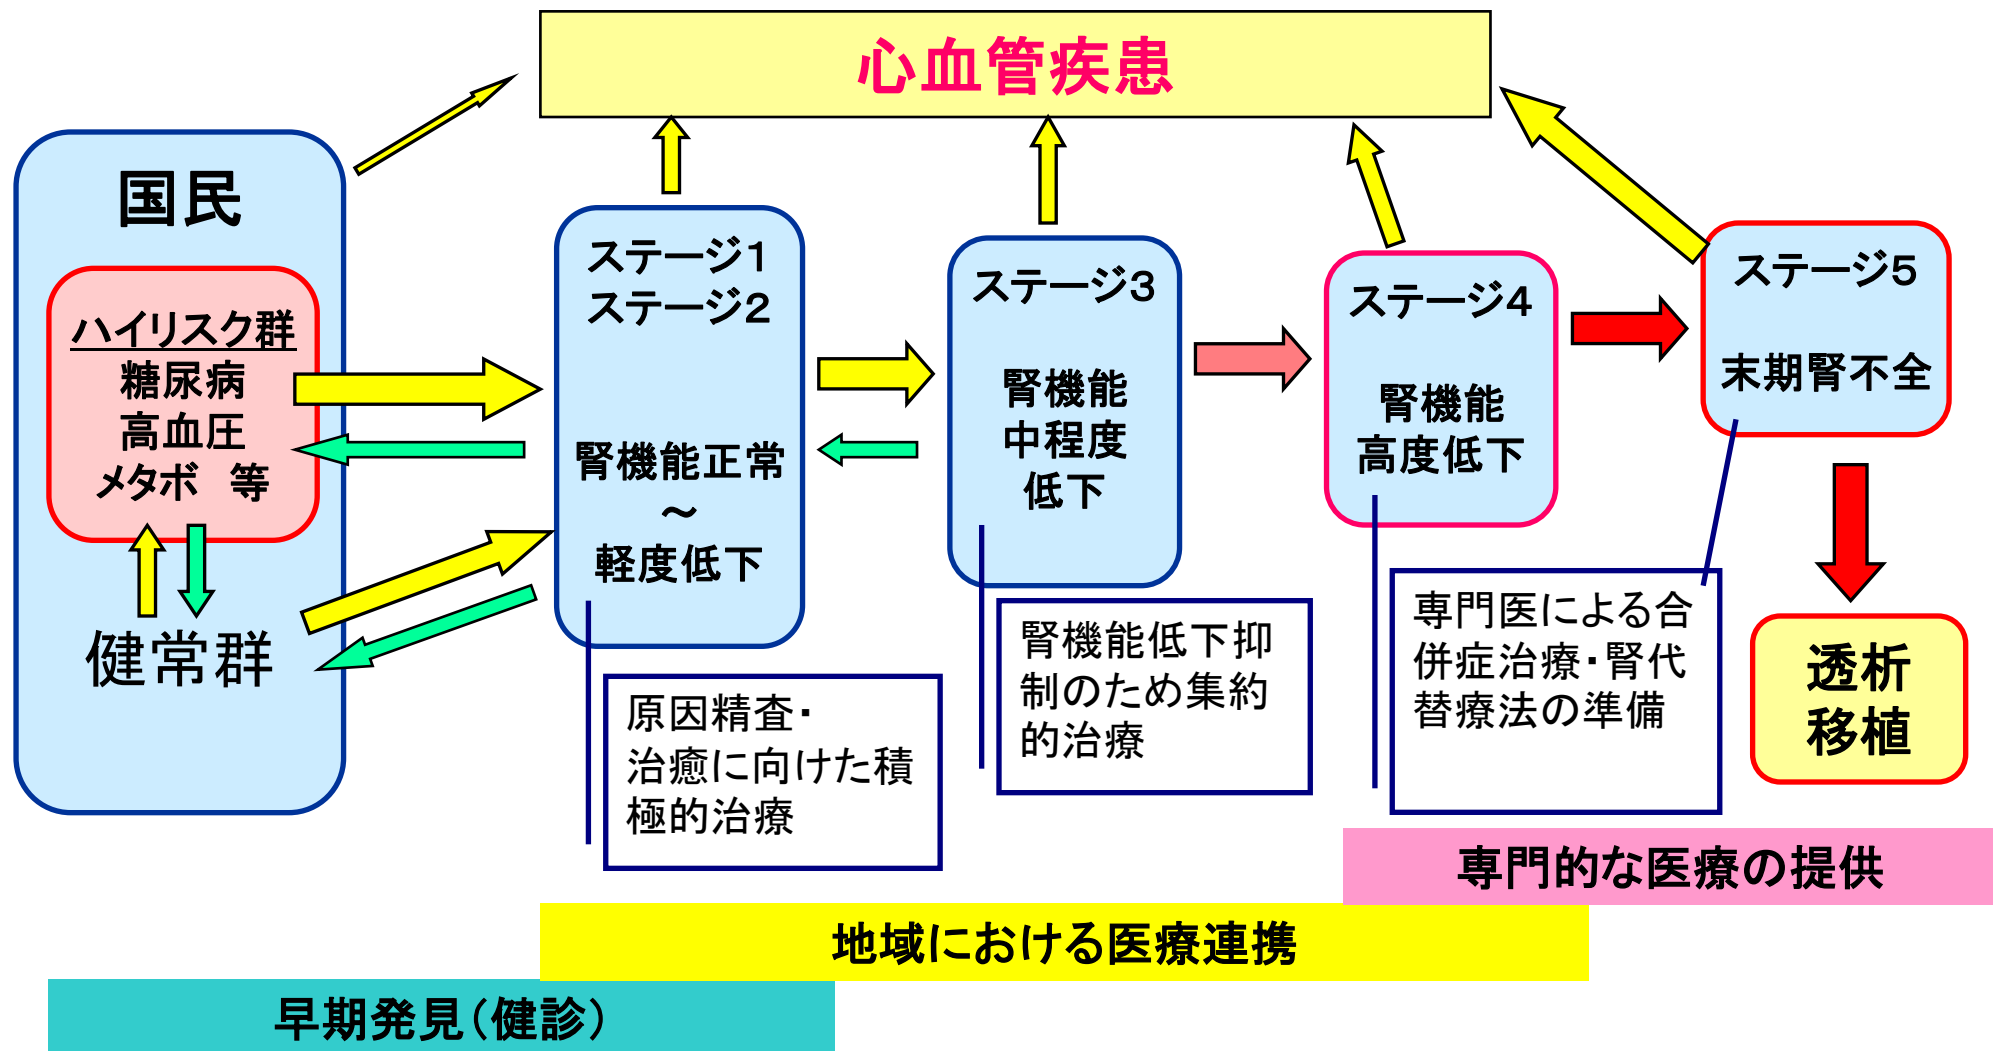 心血管疾患
国民
ハイリスク群
糖尿病
高血圧
メタボ　等
健常群
ステージ１
ステージ２
腎機能正常
～
軽度低下
原因精査・
治癒に向けた積
極的治療
ステージ３
腎機能
中程度
低下
腎機能低下抑
制のため集約
的治療
ステージ４
腎機能
高度低下
ステージ５
末期腎不全
専門医による合
併症治療・腎代
替療法の準備
透析
移植
専門的な医療の提供
地域における医療連携
早期発見（健診）